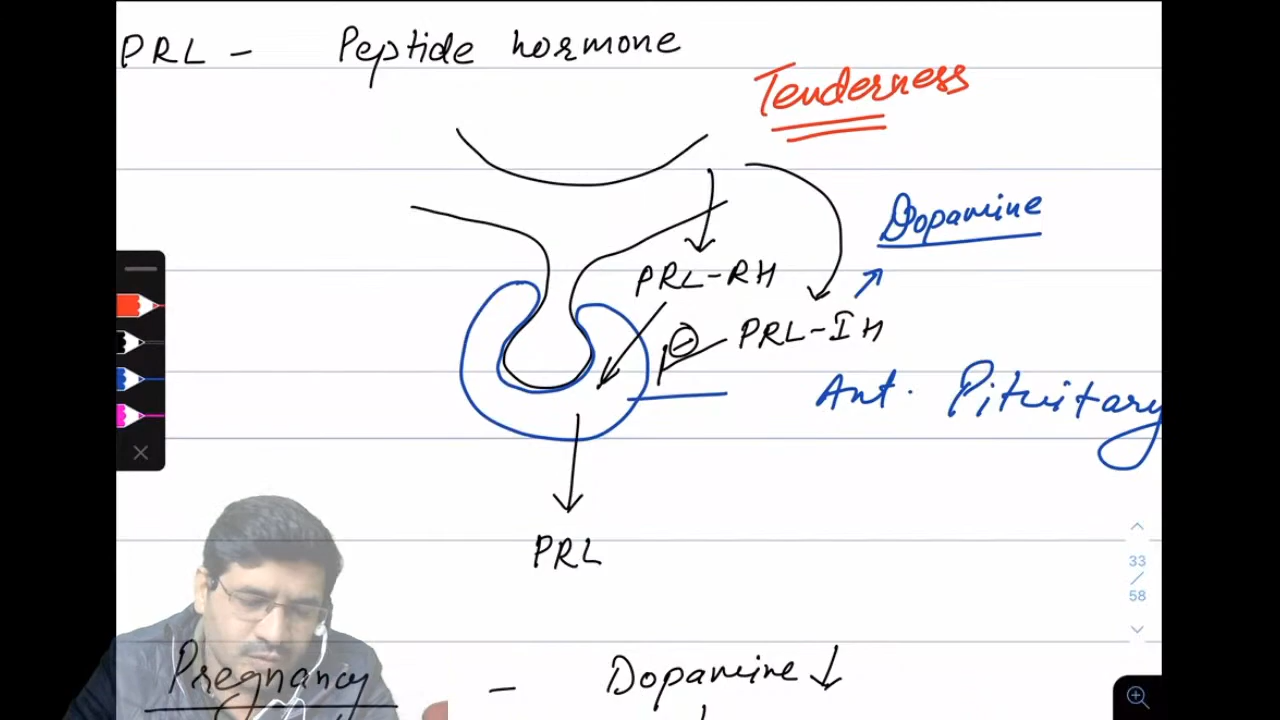 PRL - Peptide hormone
Tenderness
Dopamine
PRL-RH
⊖ PRL-IH
Ant. Pituitary
PRL
33
/
58
Pregnancy - Dopamine ↓